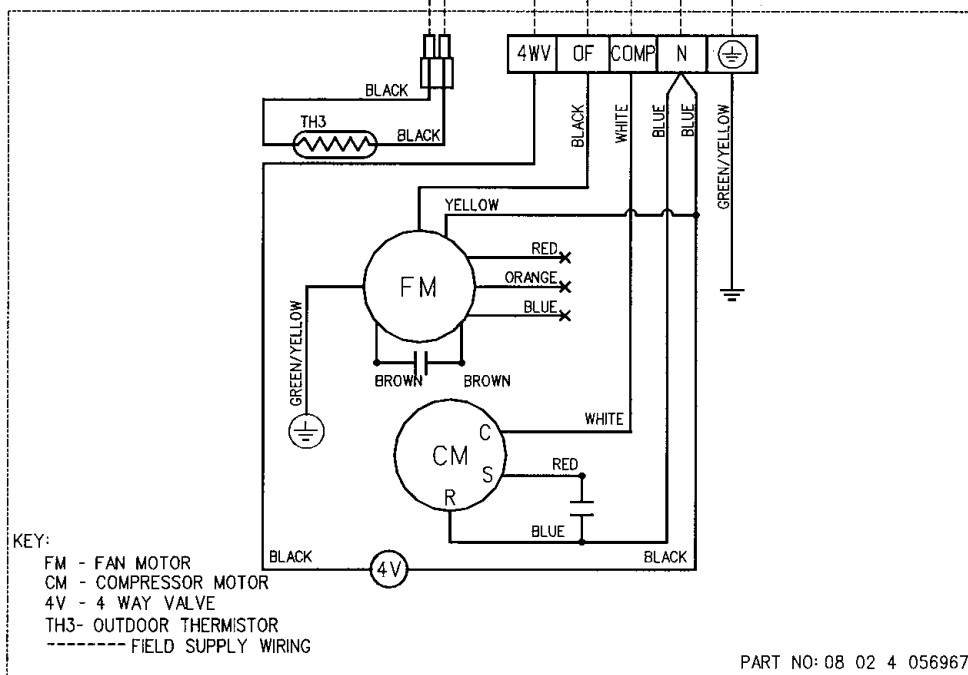 4WV OF COMP N
BLACK
TH3
BLACK
BLACK
WHITE
BLUE
BLUE
GREEN/YELLOW
YELLOW
RED
ORANGE
BLUE
FM
GREEN/YELLOW
BROWN BROWN
WHITE
C
CM
S
RED
R
BLUE
BLACK
4V
BLACK
KEY:
FM - FAN MOTOR
CM - COMPRESSOR MOTOR
4V - 4 WAY VALVE
TH3- OUTDOOR THERMISTOR
-------- FIELD SUPPLY WIRING
PART NO: 08 02 4 056967